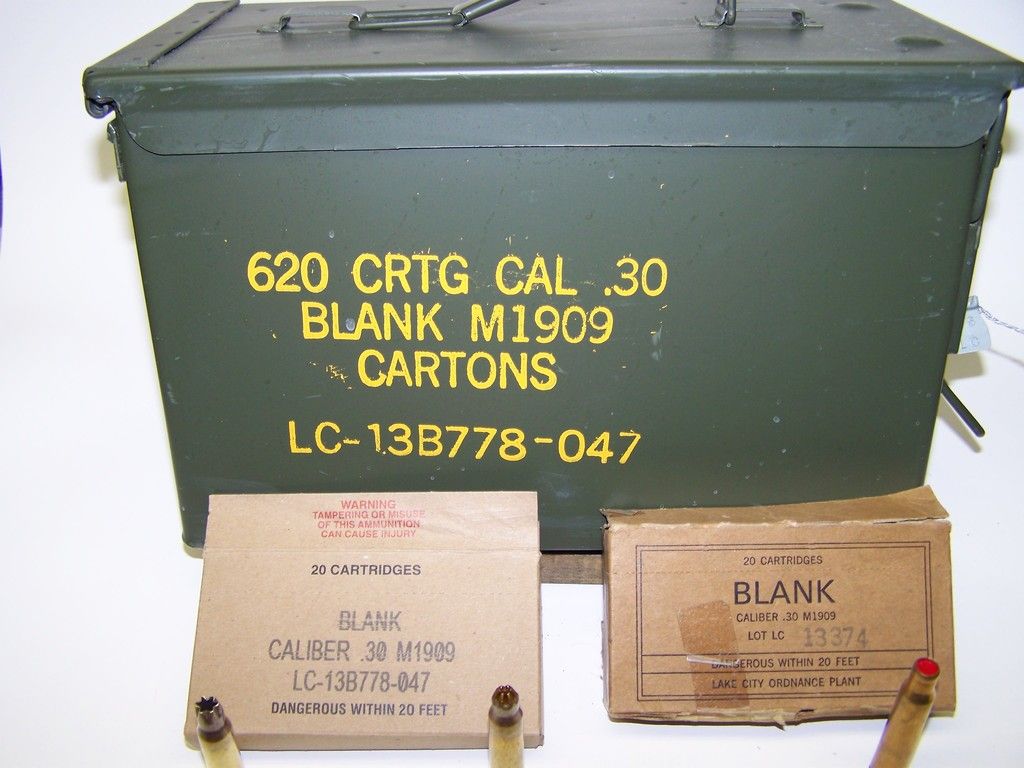 620 CRTG CAL .30
BLANK M1909
CARTONS
LC-13B778-047
WARNING
TAMPERING OR MISUSE
OF THIS AMMUNITION
CAN CAUSE INJURY
20 CARTRIDGES
BLANK
CALIBER .30 M1909
LC-13B778-047
DANGEROUS WITHIN 20 FEET
20 CARTRIDGES
BLANK
CALIBER .30 M1909
LOT LC 13374
DANGEROUS WITHIN 20 FEET
LAKE CITY ORDNANCE PLANT